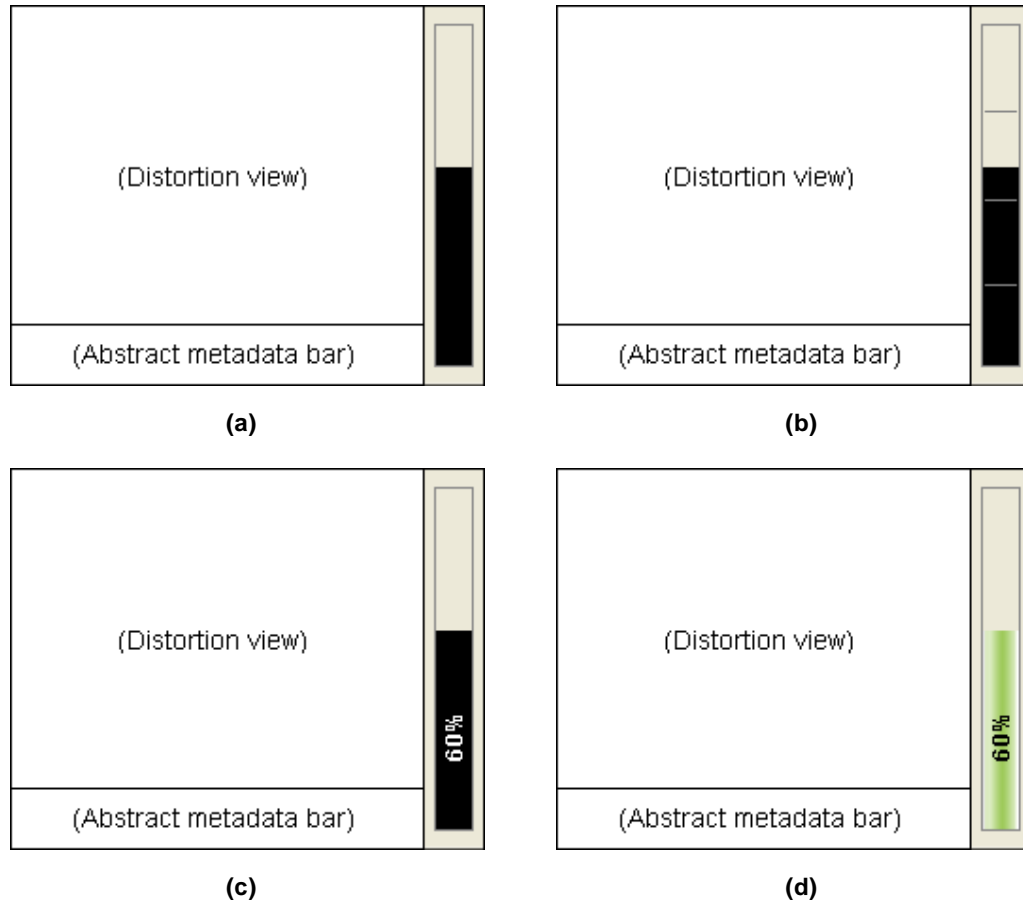 (Distortion view)
(Abstract metadata bar)
(a)
(Distortion view)
(Abstract metadata bar)
(b)
(Distortion view)
60%
(Abstract metadata bar)
(c)
(Distortion view)
60%
(Abstract metadata bar)
(d)